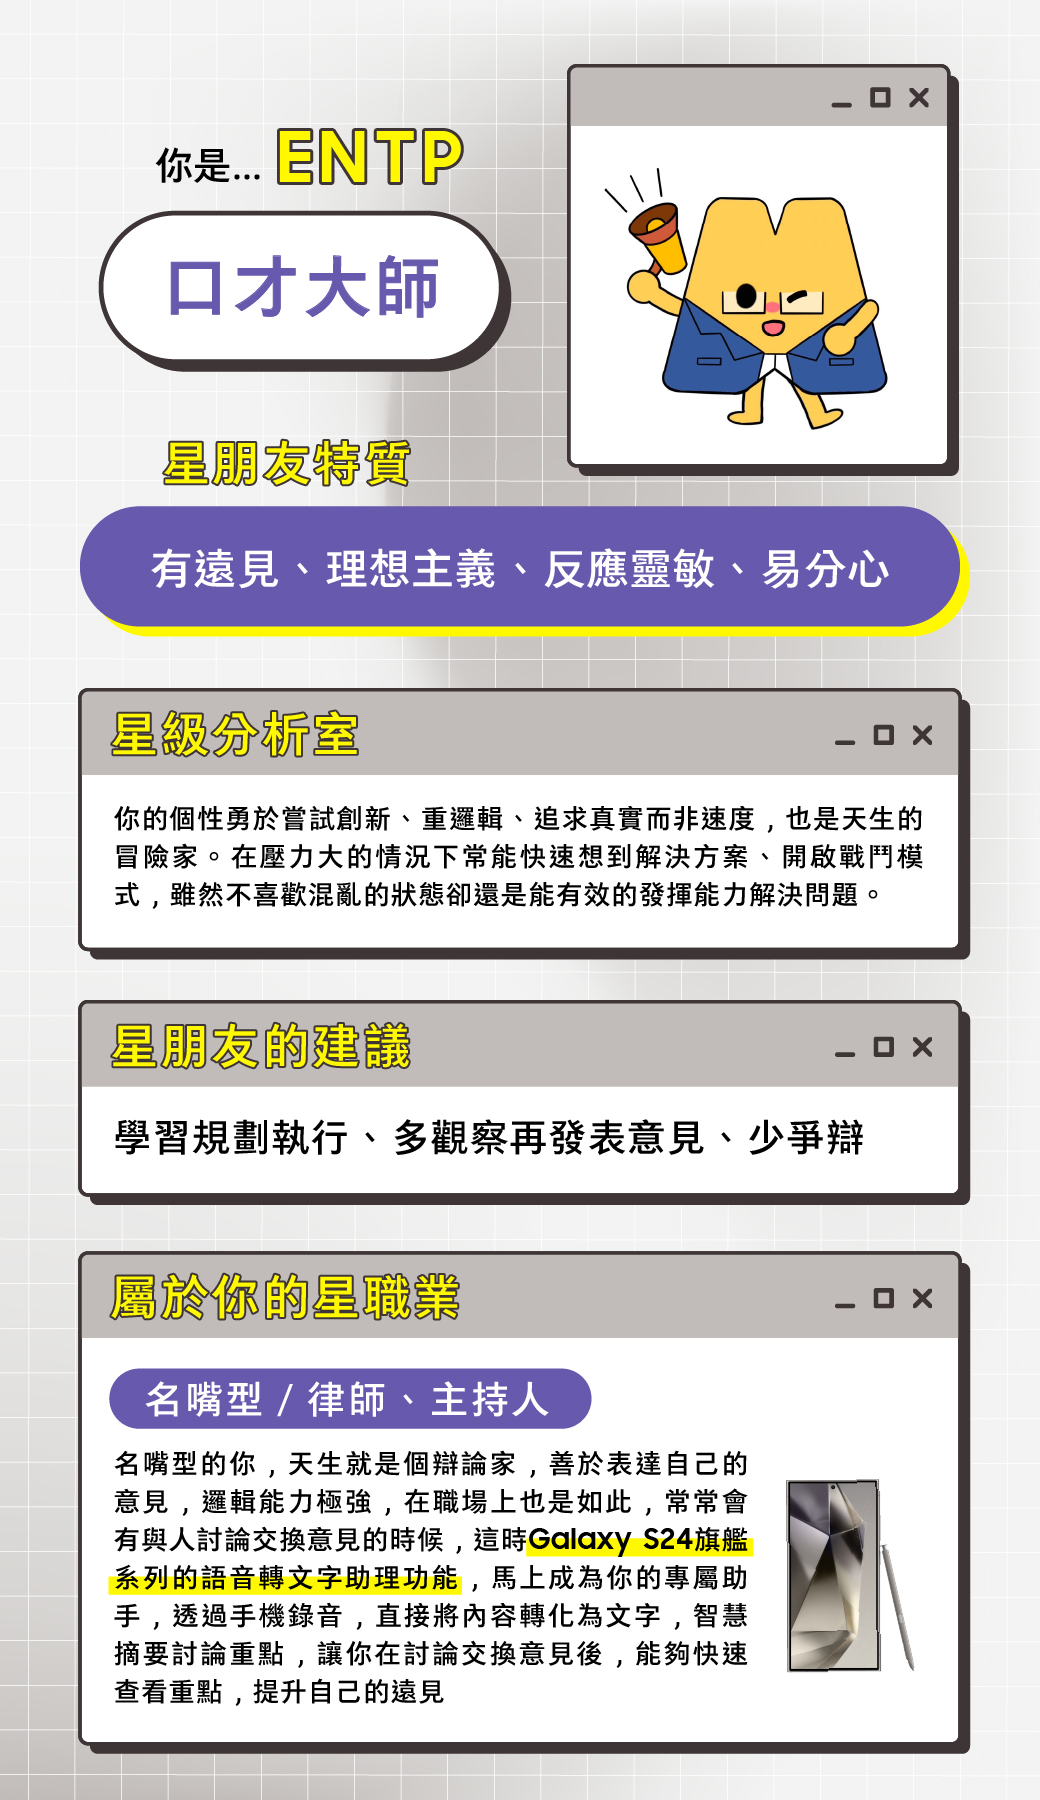 你是... ENTP
口才大師
星朋友特質
有遠見、理想主義、反應靈敏、易分心
星級分析室
你的個性勇於嘗試創新、重邏輯、追求真實而非速度，也是天生的
冒險家。在壓力大的情況下常能快速想到解決方案、開啟戰鬥模
式，雖然不喜歡混亂的狀態卻還是能有效的發揮能力解決問題。
星朋友的建議
學習規劃執行、多觀察再發表意見、少爭辯
屬於你的星職業
名嘴型 / 律師、主持人
名嘴型的你，天生就是個辯論家，善於表達自己的
意見，邏輯能力極強，在職場上也是如此，常常會
有與人討論交換意見的時候，這時Galaxy S24旗艦
系列的語音轉文字助理功能，馬上成為你的專屬助
手，透過手機錄音，直接將內容轉化為文字，智慧
摘要討論重點，讓你在討論交換意見後，能夠快速
查看重點，提升自己的遠見